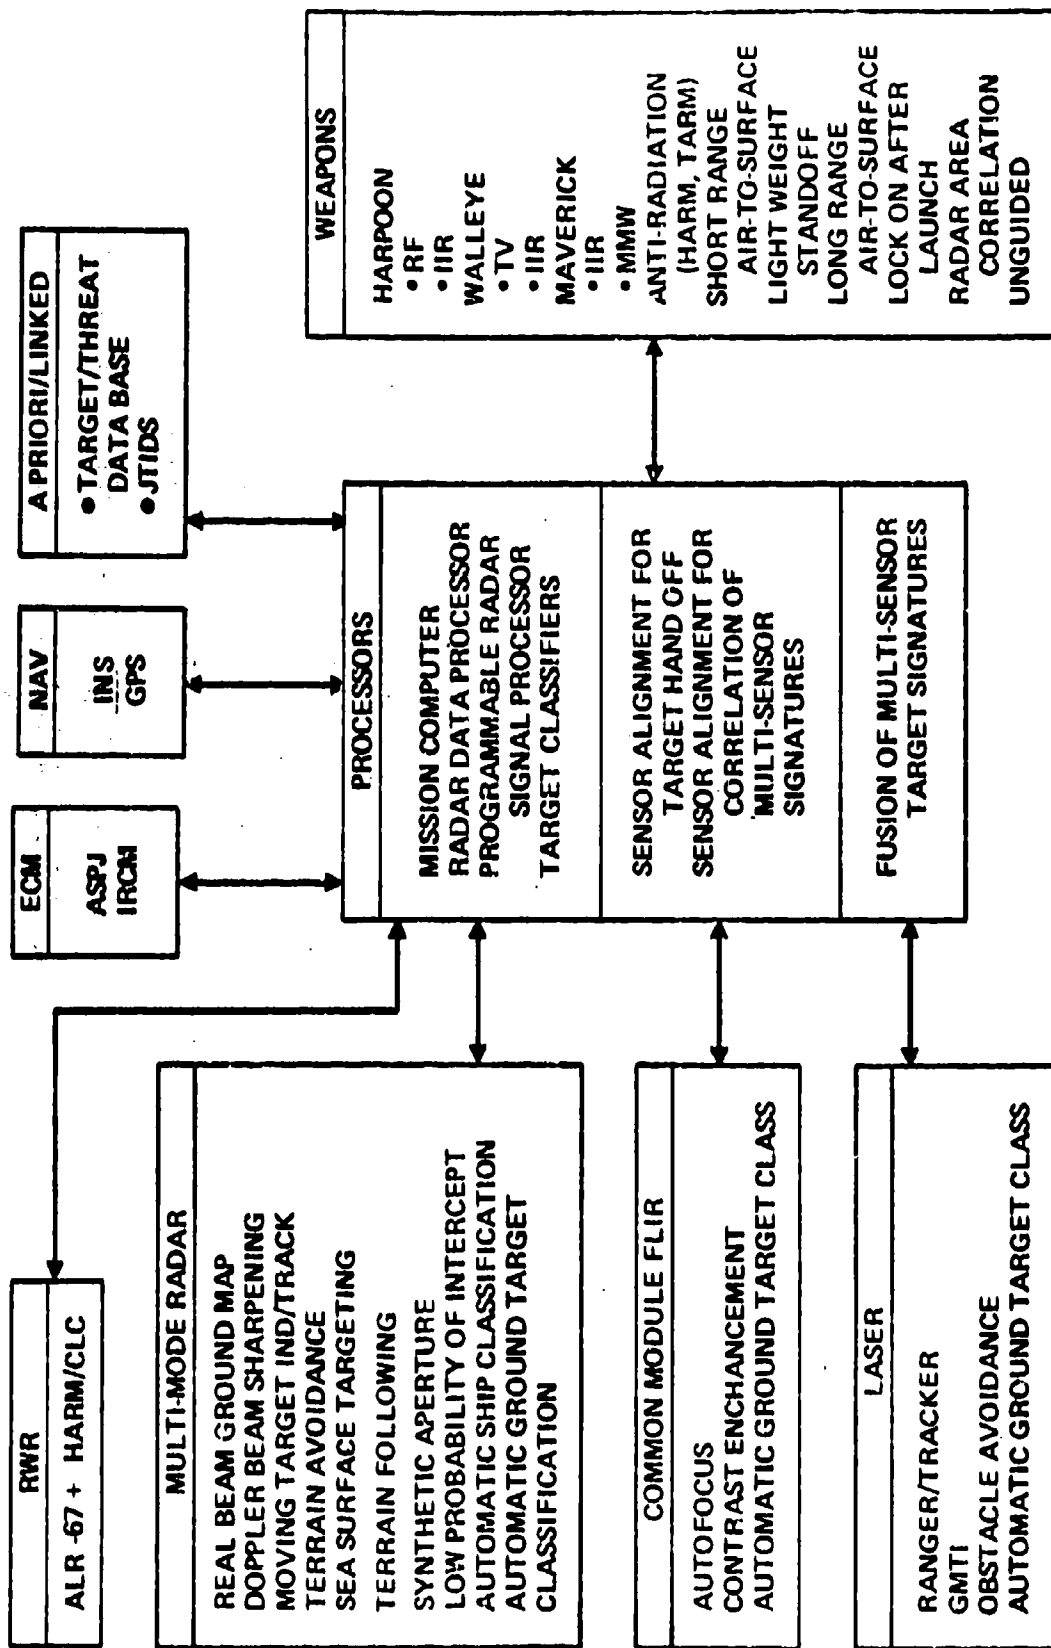 RWR
ALR-67 + HARM/CLC
MULTI-MODE RADAR
REAL BEAM GROUND MAP
DOPPLER BEAM SHARPENING
MOVING TARGET IND/TRACK
TERRAIN AVOIDANCE
SEA SURFACE TARGETING
TERRAIN FOLLOWING
SYNTHETIC APERTURE
LOW PROBABILITY OF INTERCEPT
AUTOMATIC SHIP CLASSIFICATION
AUTOMATIC GROUND TARGET
CLASSIFICATION
COMMON MODULE FLIR
AUTOFOCUS
CONTRAST ENCHANCEMENT
AUTOMATIC GROUND TARGET CLASS
LASER
RANGER/TRACKER
GMTI
OBSTACLE AVOIDANCE
AUTOMATIC GROUND TARGET CLASS
ECM
ASPJ
IRCM
NAV
INS
GPS
A PRIORI/LINKED
• TARGET/THREAT
DATA BASE
• JTIDS
PROCESSORS
MISSION COMPUTER
RADAR DATA PROCESSOR
PROGRAMMABLE RADAR
SIGNAL PROCESSOR
TARGET CLASSIFIERS
SENSOR ALIGNMENT FOR
TARGET HAND OFF
SENSOR ALIGNMENT FOR
CORRELATION OF
MULTI-SENSOR
SIGNATURES
FUSION OF MULTI-SENSOR
TARGET SIGNATURES
WEAPONS
HARPOON
• RF
• IIR
WALLEYE
• TV
• IIR
MAVERICK
• IIR
• MMW
ANTI-RADIATION
(HARM, TARM)
SHORT RANGE
AIR-TO-SURFACE
LIGHT WEIGHT
STANDOFF
LONG RANGE
AIR-TO-SURFACE
LOCK ON AFTER
LAUNCH
RADAR AREA
CORRELATION
UNGUIDED